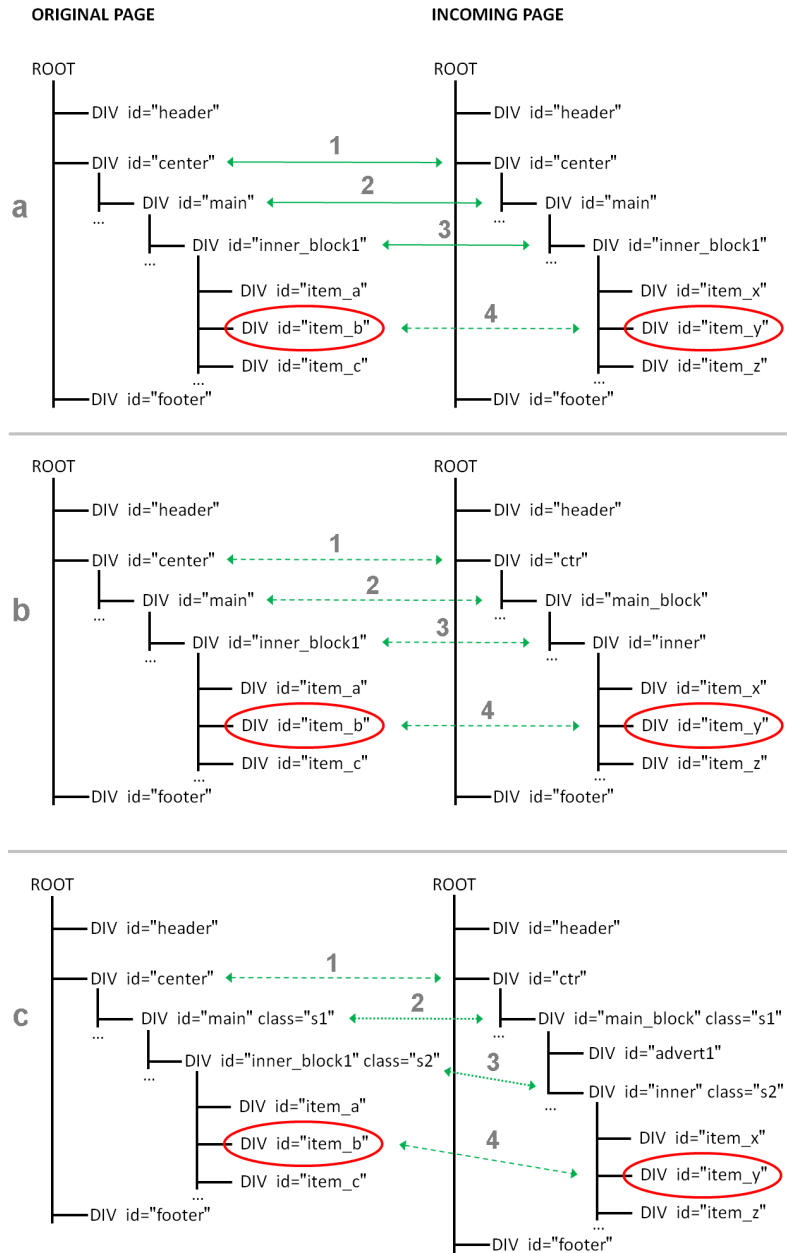 ORIGINAL PAGE INCOMING PAGE
ROOT ROOT
DIV id="header" DIV id="header"
1
DIV id="center" DIV id="center"
2
a ... DIV id="main" ... DIV id="main"
3
... DIV id="inner_block1" ... DIV id="inner_block1"
DIV id="item_a" DIV id="item_x"
4
DIV id="item_b" DIV id="item_y"
DIV id="item_c" DIV id="item_z"
... ...
DIV id="footer" DIV id="footer"
ROOT ROOT
DIV id="header" DIV id="header"
1
DIV id="center" DIV id="ctr"
2
b ... DIV id="main" ... DIV id="main_block"
3
... DIV id="inner_block1" ... DIV id="inner"
DIV id="item_a" DIV id="item_x"
4
DIV id="item_b" DIV id="item_y"
DIV id="item_c" DIV id="item_z"
... ...
DIV id="footer" DIV id="footer"
ROOT ROOT
DIV id="header" DIV id="header"
1
DIV id="center" DIV id="ctr"
2
c ... DIV id="main" class="s1" ... DIV id="main_block" class="s1"
DIV id="advert1"
3
... DIV id="inner_block1" class="s2" ... DIV id="inner" class="s2"
DIV id="item_a" DIV id="item_x"
4
DIV id="item_b" DIV id="item_y"
DIV id="item_c" DIV id="item_z"
... ...
DIV id="footer" DIV id="footer"